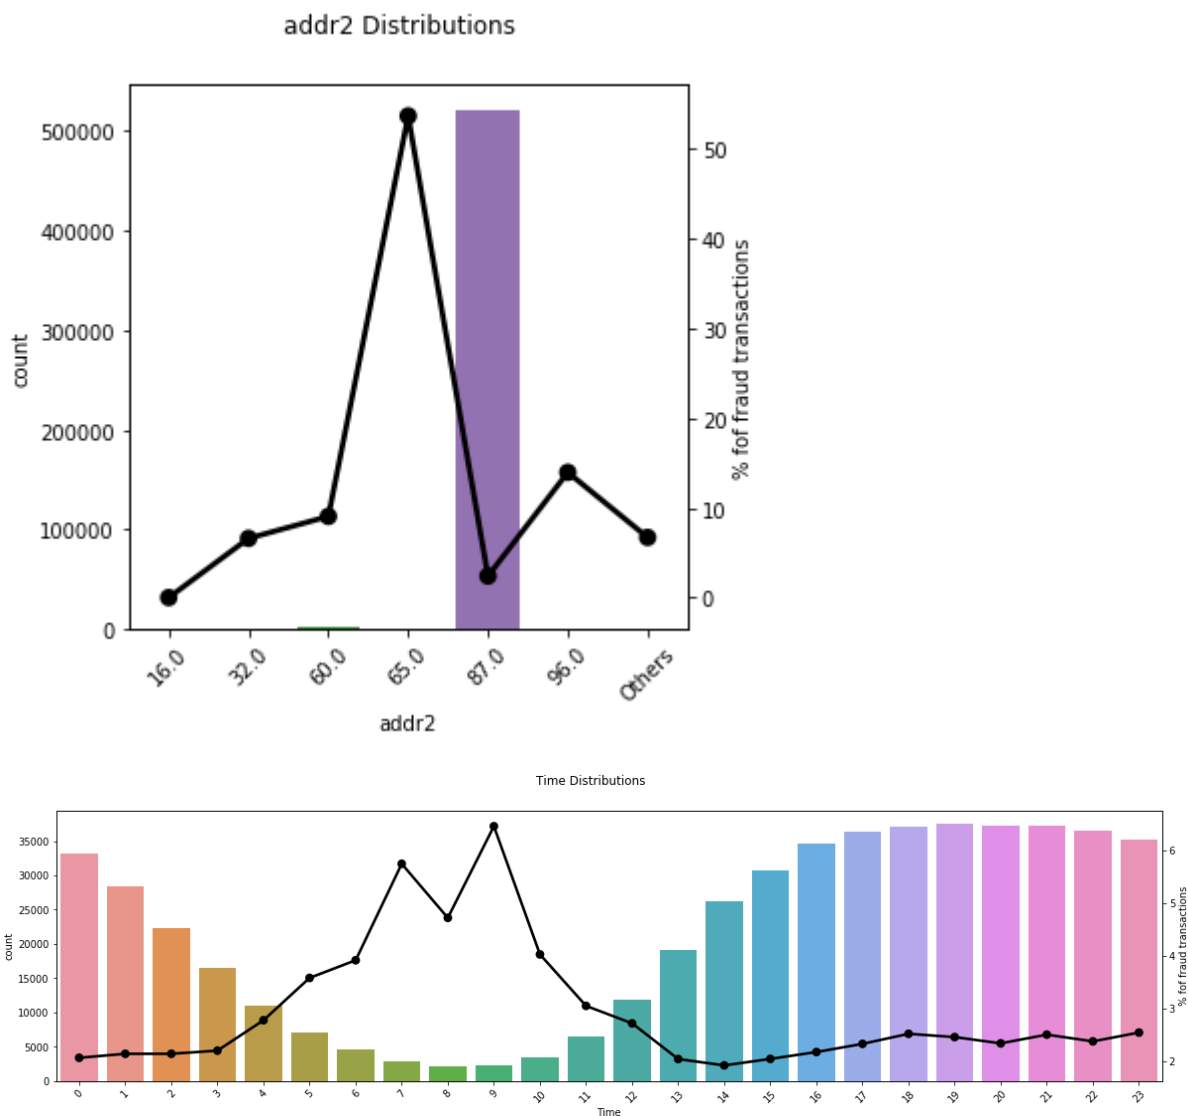 addr2 Distributions
500000
400000
300000
200000
100000
0
count
50
40
30
20
10
0
% fof fraud transactions
16.0 32.0 60.0 65.0 87.0 96.0 Others
addr2
Time Distributions
35000
30000
25000
20000
15000
10000
5000
0
count
6
5
4
3
2
% fof fraud transactions
0 1 2 3 4 5 6 7 8 9 10 11 12 13 14 15 16 17 18 19 20 21 22 23
Time